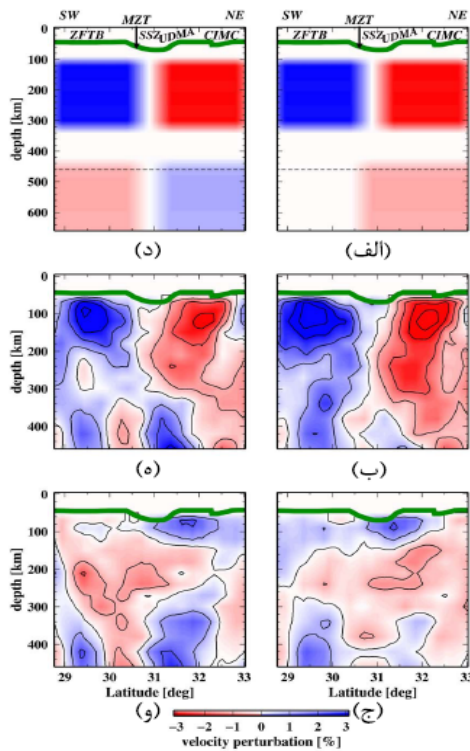 SW MZT NE SW MZT NE
ZFTB SSZ UDMA CIMC ZFTB SSZ UDMA CIMC
0
100
200
300
400
500
600
depth [km]
(د) (الف)
0
100
200
300
400
depth [km]
(ه) (ب)
0
100
200
300
400
depth [km]
29 30 31 32 33 29 30 31 32 33
Latitude [deg] Latitude [deg]
(و) (ج)
-3 -2 -1 0 1 2 3
velocity perturbation [%]